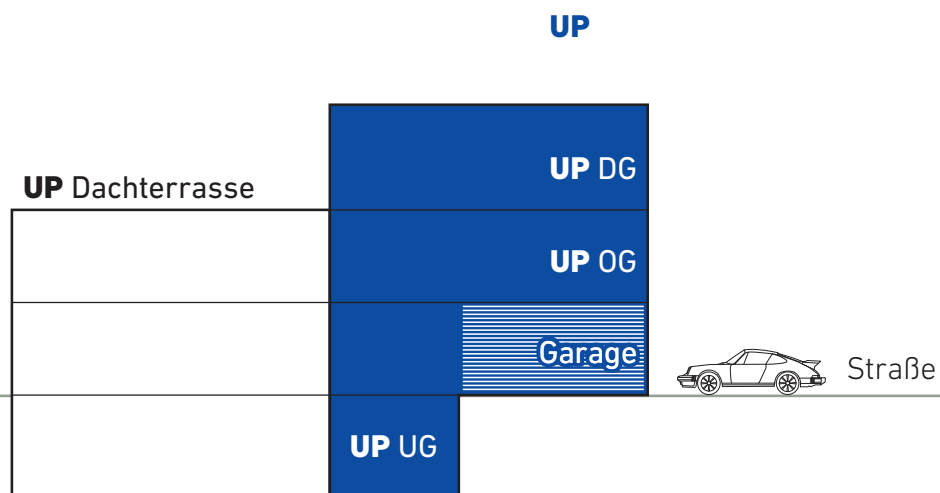 UP
UP DG
UP Dachterrasse
UP OG
Garage
Straße
UP UG